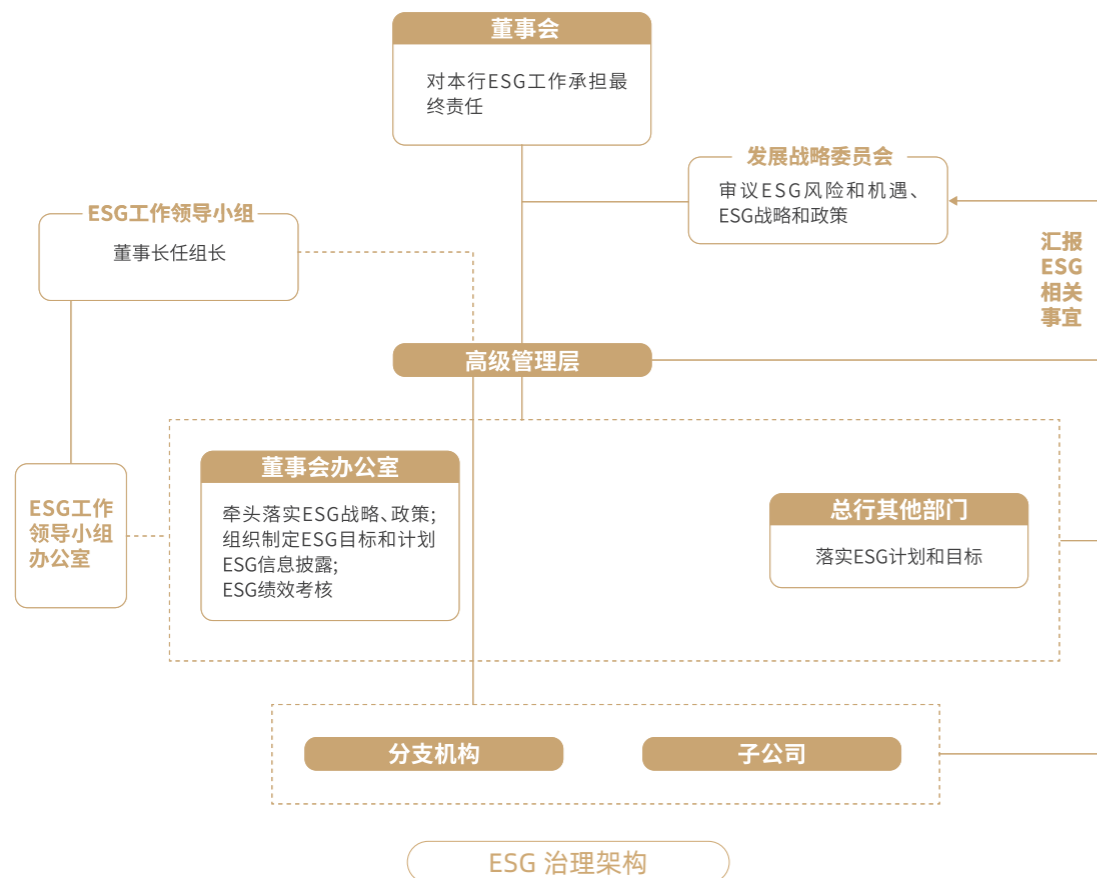 董事会
对本行ESG工作承担最
终责任
发展战略委员会
审议ESG风险和机遇、
ESG战略和政策
ESG工作领导小组
董事长任组长
汇报
ESG
相关
事宜
高级管理层
董事会办公室
牵头落实ESG战略、政策;
组织制定ESG目标和计划
ESG信息披露;
ESG绩效考核
总行其他部门
落实ESG计划和目标
ESG工作
领导小组
办公室
分支机构
子公司
ESG 治理架构